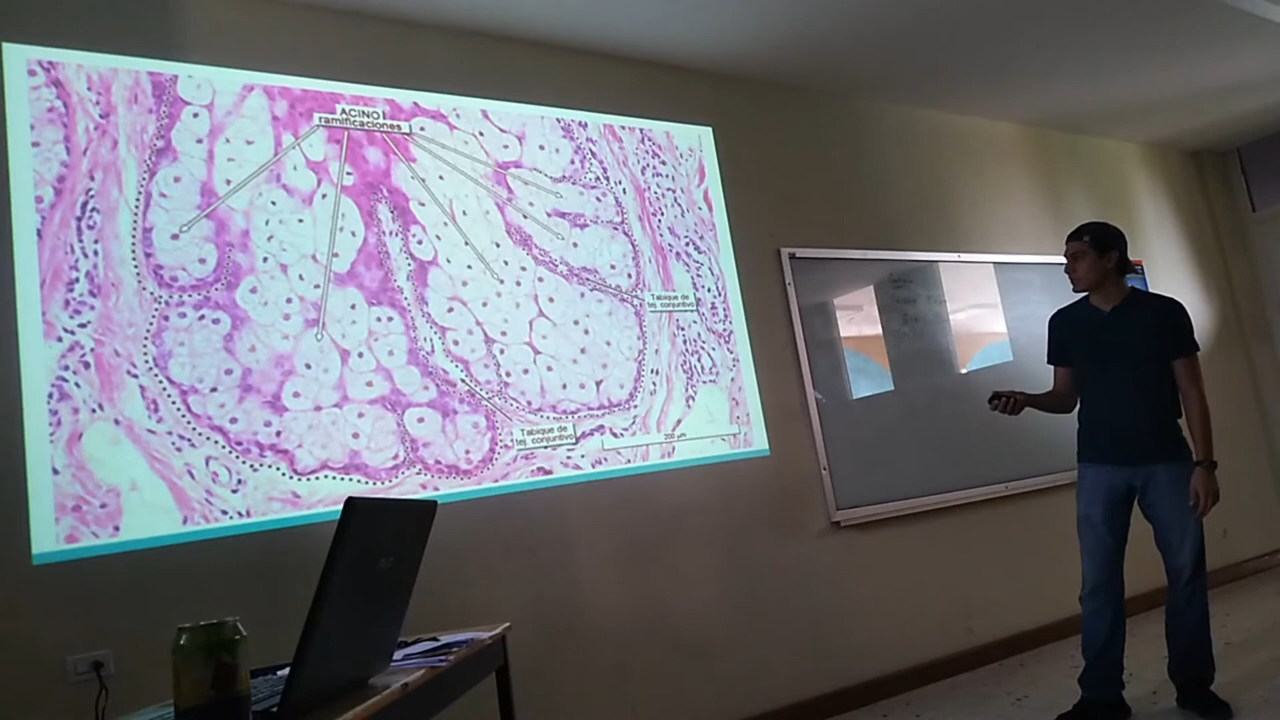 ACINO
ramificaciones
Tabique de
tej. conjuntivo
Tabique de
tej. conjuntivo
200 µm